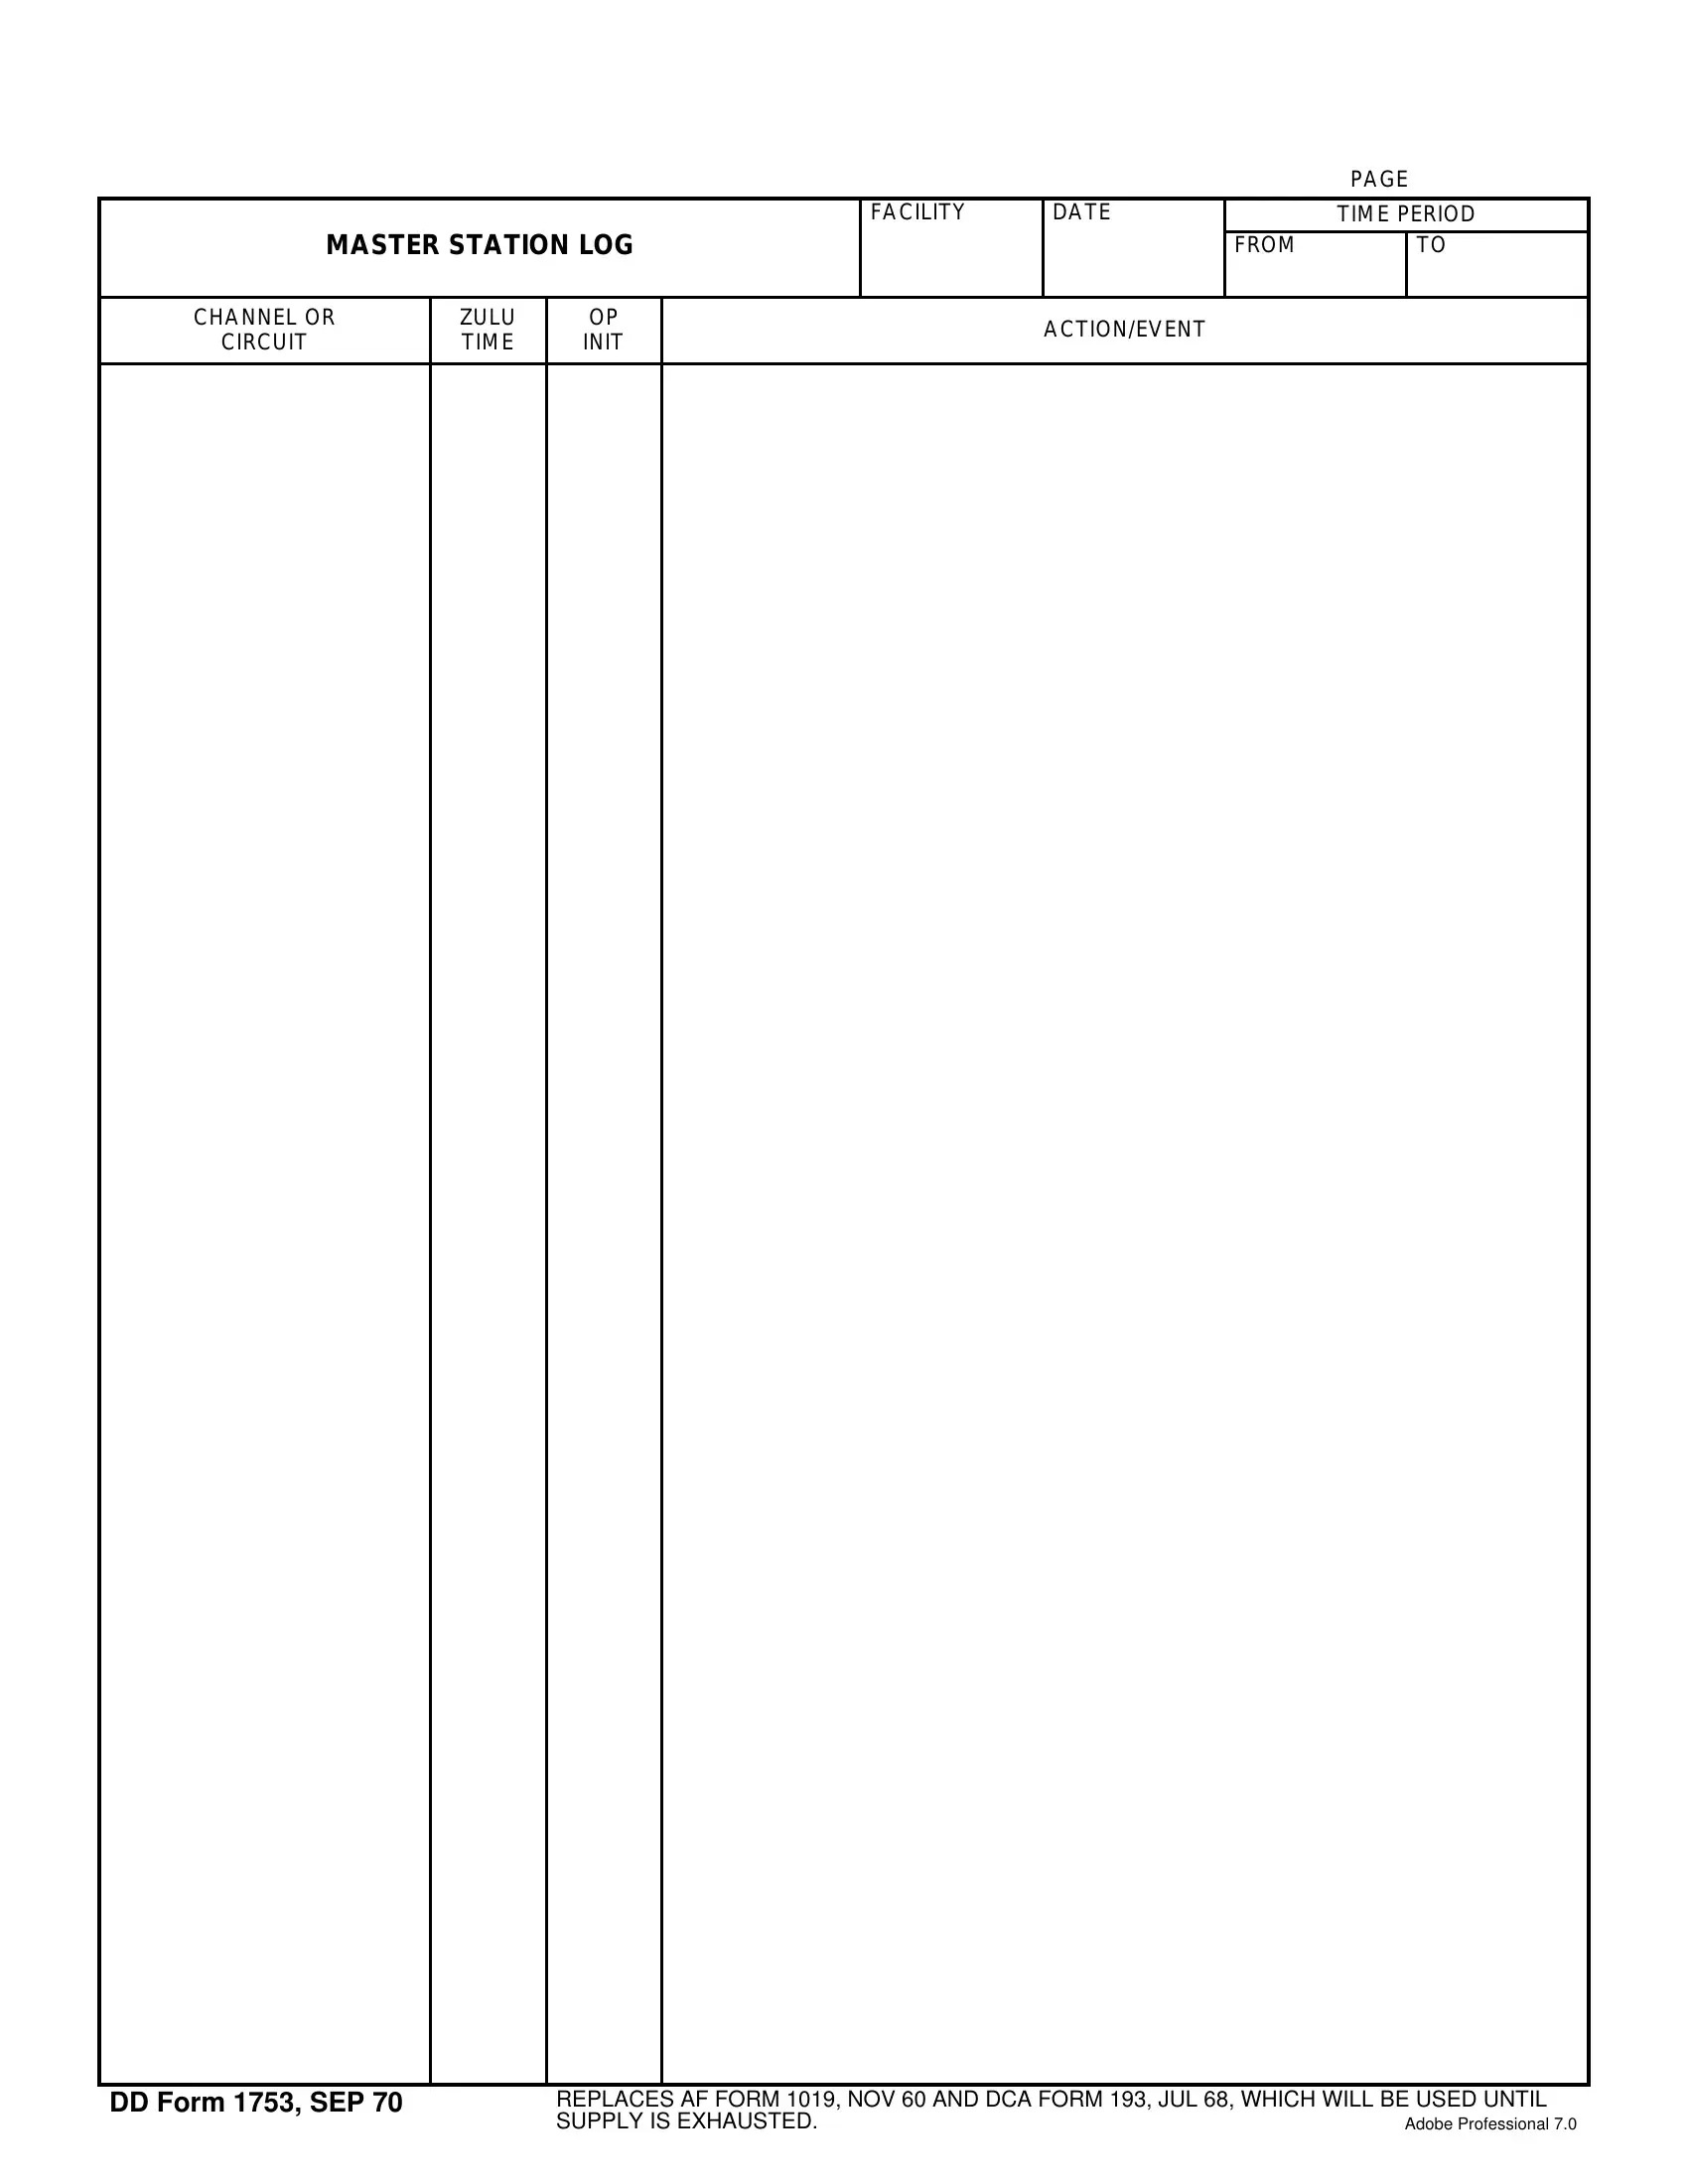 PAGE
MASTER STATION LOG
FACILITY
DATE
TIME PERIOD
FROM
TO
CHANNEL OR
CIRCUIT
ZULU
TIME
OP
INIT
ACTION/EVENT
DD Form 1753, SEP 70
REPLACES AF FORM 1019, NOV 60 AND DCA FORM 193, JUL 68, WHICH WILL BE USED UNTIL
SUPPLY IS EXHAUSTED.
Adobe Professional 7.0